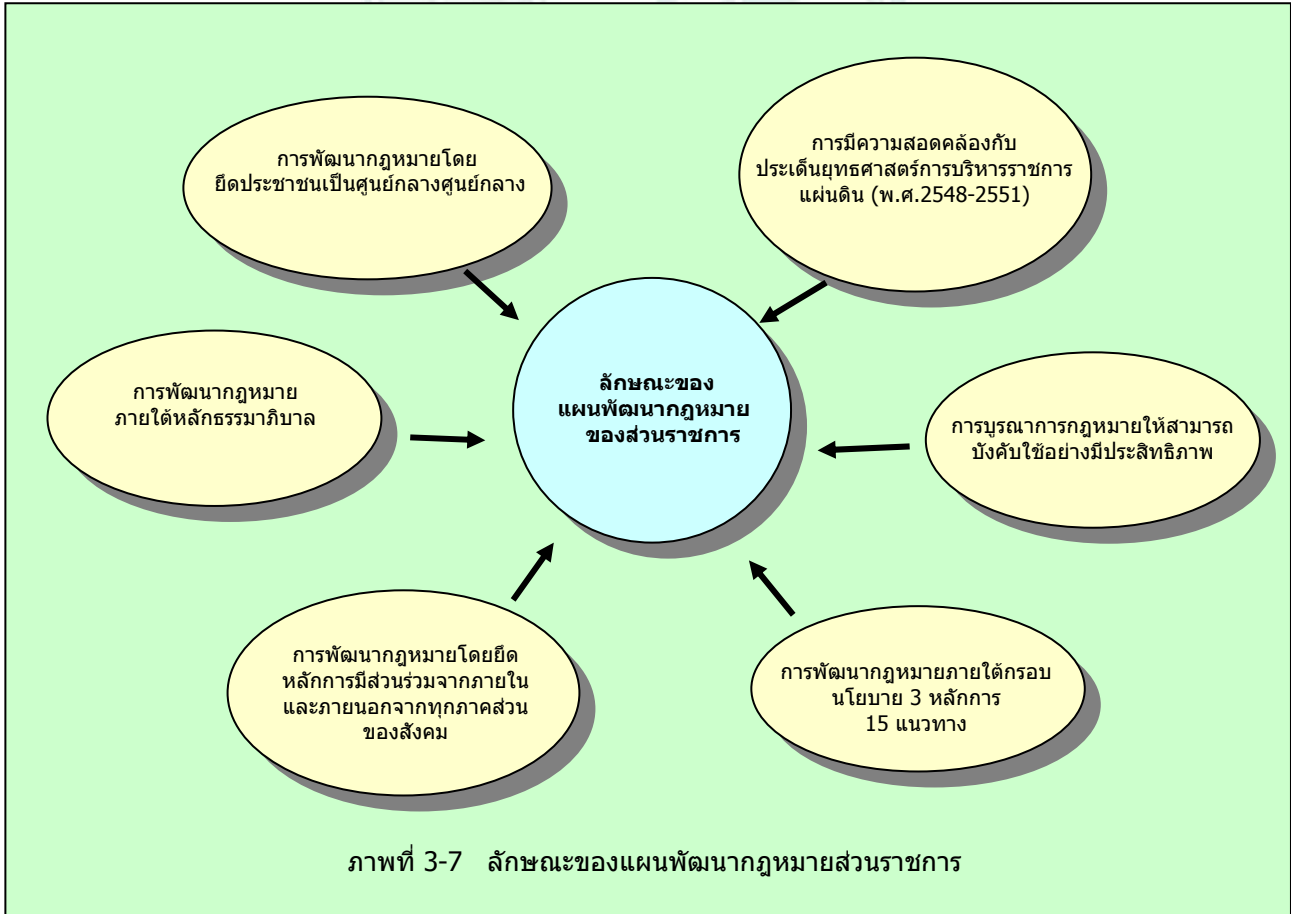 การพัฒนากฎหมายโดย
ยึดประชาชนเป็นศูนย์กลางศูนย์กลาง
การมีความสอดคล้องกับ
ประเด็นยุทธศาสตร์การบริหารราชการ
แผ่นดิน (พ.ศ.2548-2551)
การพัฒนากฎหมาย
ภายใต้หลักธรรมาภิบาล
ลักษณะของ
แผนพัฒนากฎหมาย
ของส่วนราชการ
การบูรณาการกฎหมายให้สามารถ
บังคับใช้อย่างมีประสิทธิภาพ
การพัฒนากฎหมายโดยยึด
หลักการมีส่วนร่วมจากภายใน
และภายนอกจากทุกภาคส่วน
ของสังคม
การพัฒนากฎหมายภายใต้กรอบ
นโยบาย 3 หลักการ
15 แนวทาง
ภาพที่ 3-7 ลักษณะของแผนพัฒนากฎหมายส่วนราชการ